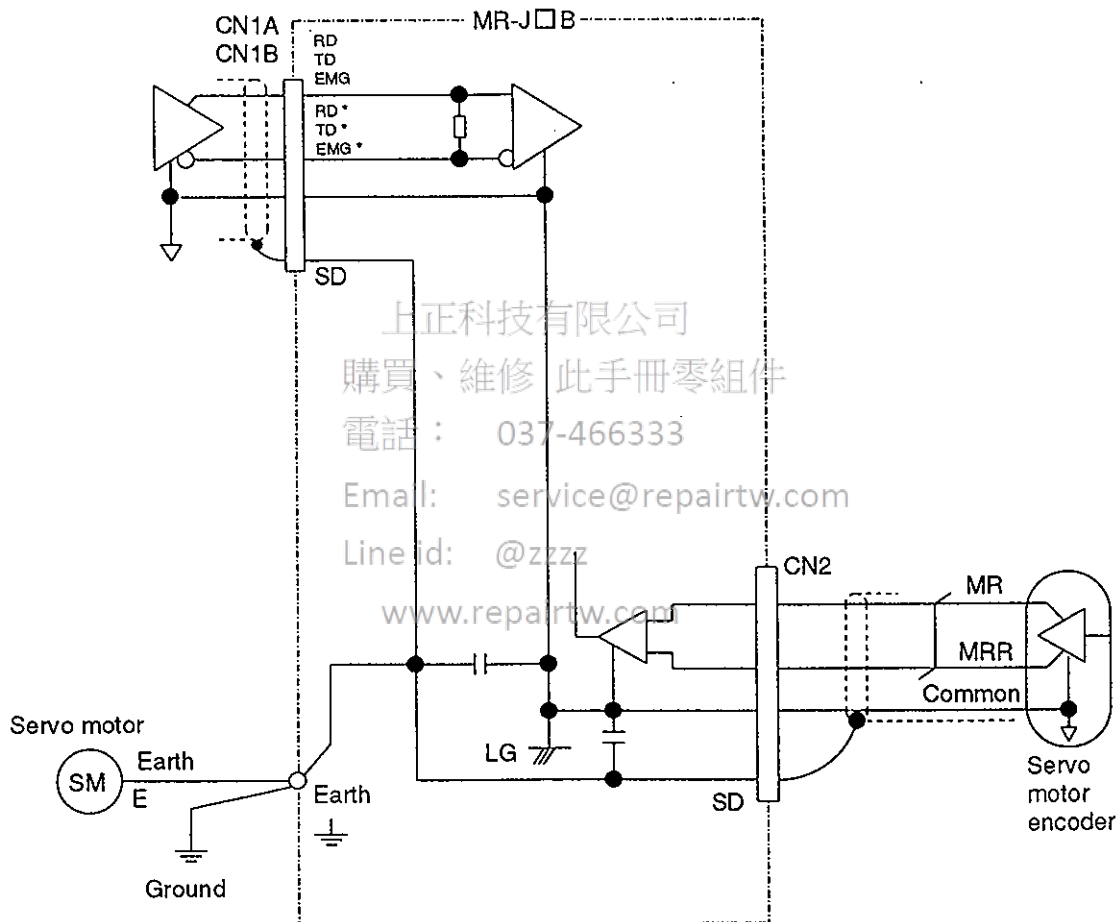 MR-J□B
CN1A
CN1B
RD
TD
EMG
RD*
TD*
EMG*
SD
上正科技有限公司
購買、維修 此手冊零組件
電話： 037-466333
Email: service@repairtw.com
Line id: @zzzz
www.repairtw.com
CN2
MR
MRR
Common
LG
SD
Servo motor
SM
Earth
E
Earth
Ground
Servo
motor
encoder